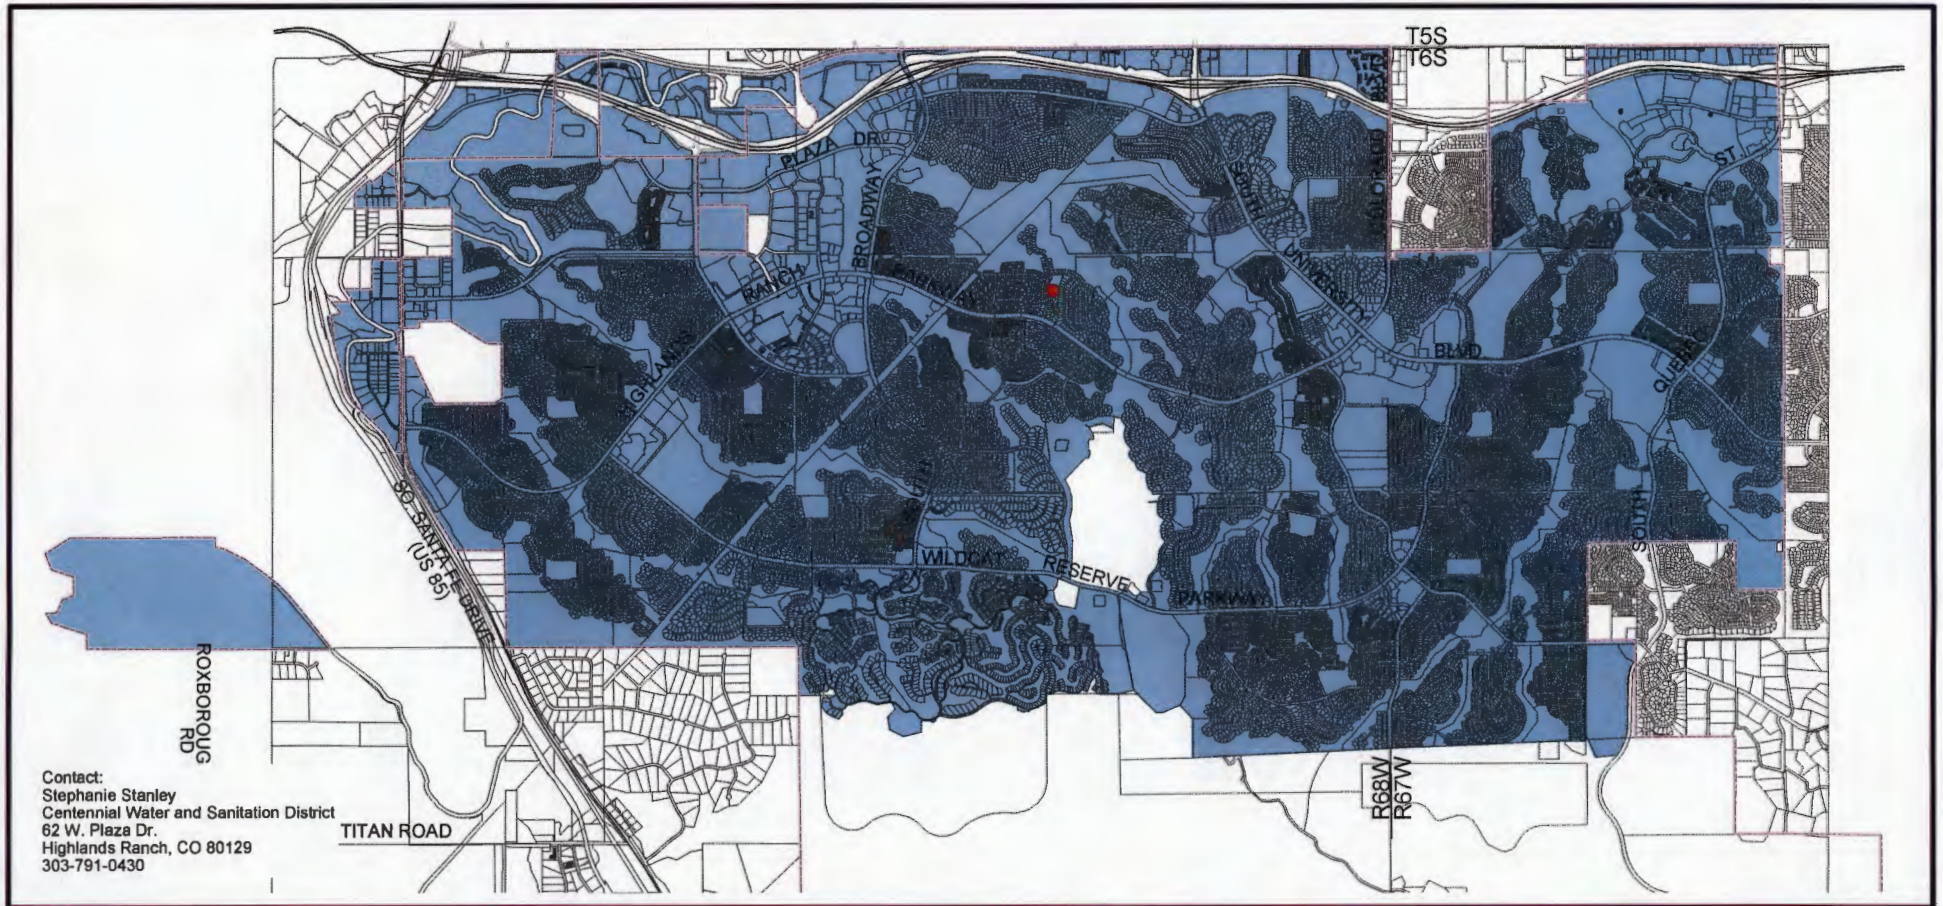 T5S
T6S
PLAZA DR
BROADWAY
COLORADO
ST
SOUTH
UNIVERSITY
BLVD
RANCH
PARKWAY
HIGHLANDS
QUEBEC
SOUTH
SOUTH
WILDCAT
RESERVE
PARKWAY
SO. SANTA FE DRIVE
(US 85)
ROXBOROUG
RD
R68W
R67W
TITAN ROAD
Contact:
Stephanie Stanley
Centennial Water and Sanitation District
62 W. Plaza Dr.
Highlands Ranch, CO 80129
303-791-0430